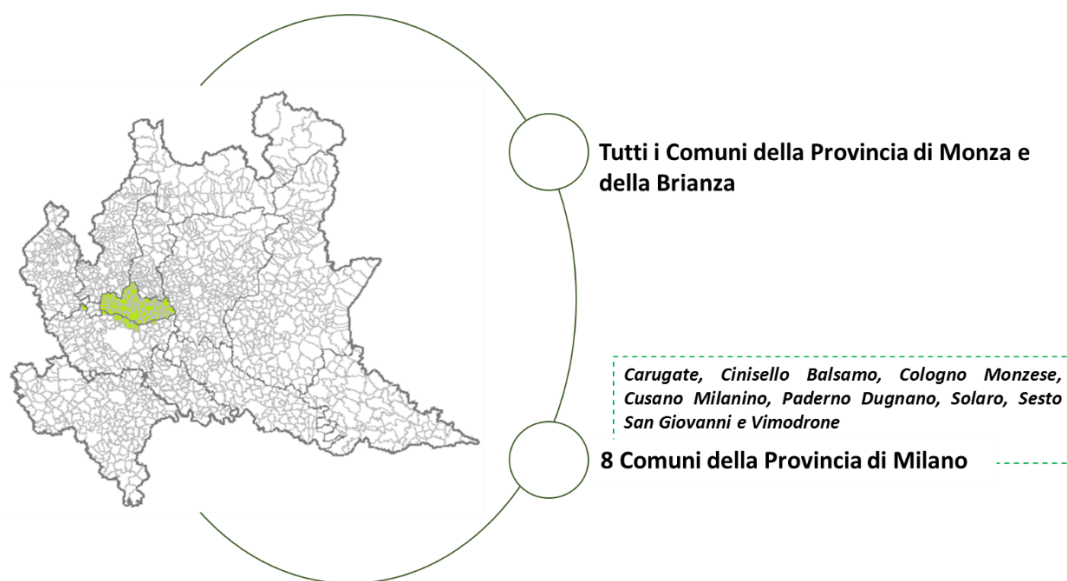 Tutti i Comuni della Provincia di Monza e
della Brianza
Carugate, Cinisello Balsamo, Cologno Monzese,
Cusano Milanino, Paderno Dugnano, Solaro, Sesto
San Giovanni e Vimodrone
8 Comuni della Provincia di Milano